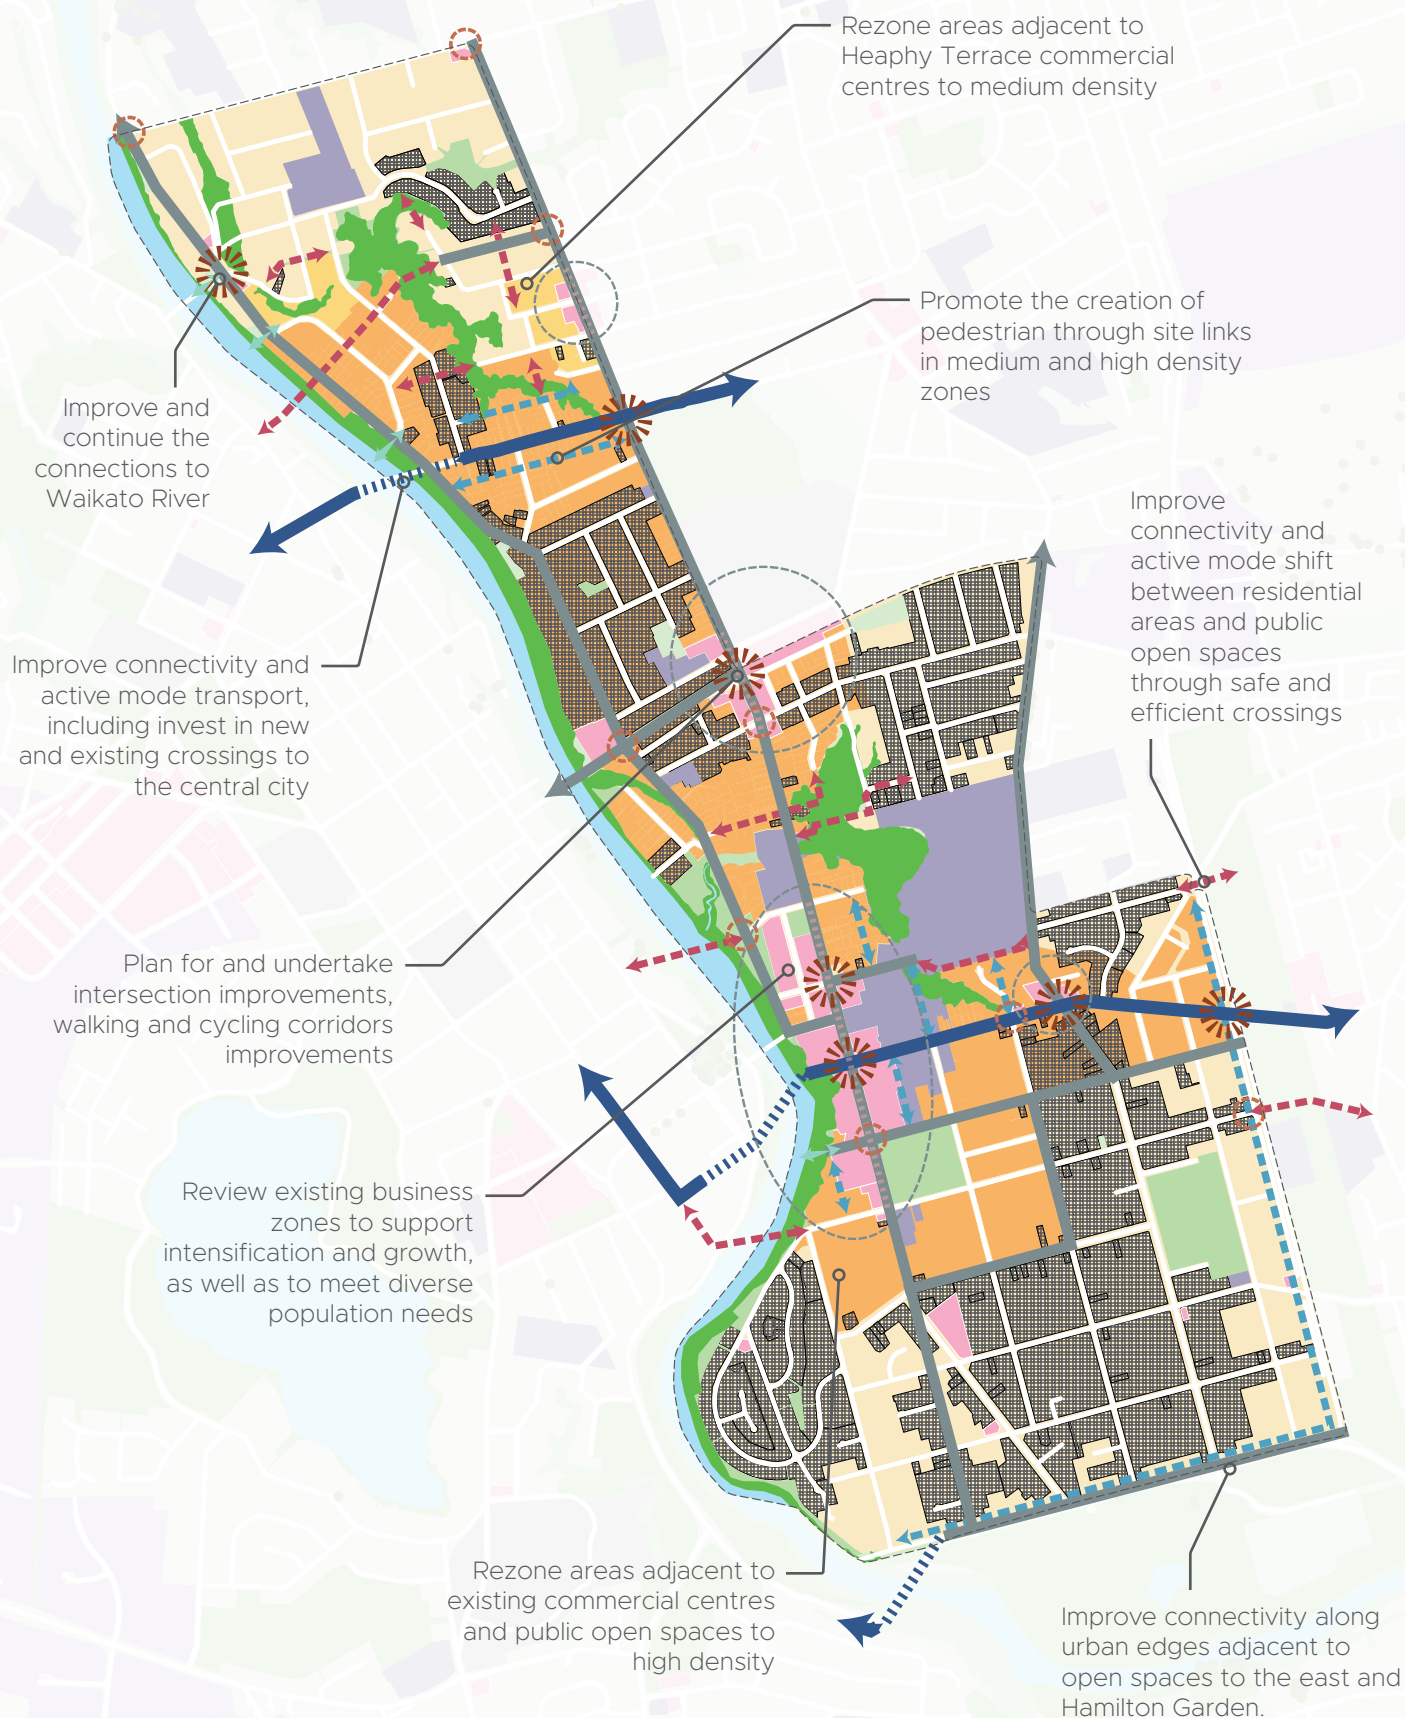 Rezone areas adjacent to
Heaphy Terrace commercial
centres to medium density
Promote the creation of
pedestrian through site links
in medium and high density
zones
Improve and
continue the
connections to
Waikato River
Improve
connectivity and
active mode shift
between residential
areas and public
open spaces
through safe and
efficient crossings
Improve connectivity and
active mode transport,
including invest in new
and existing crossings to
the central city
Plan for and undertake
intersection improvements,
walking and cycling corridors
improvements
Review existing business
zones to support
intensification and growth,
as well as to meet diverse
population needs
Rezone areas adjacent to
existing commercial centres
and public open spaces to
high density
Improve connectivity along
urban edges adjacent to
open spaces to the east and
Hamilton Garden.